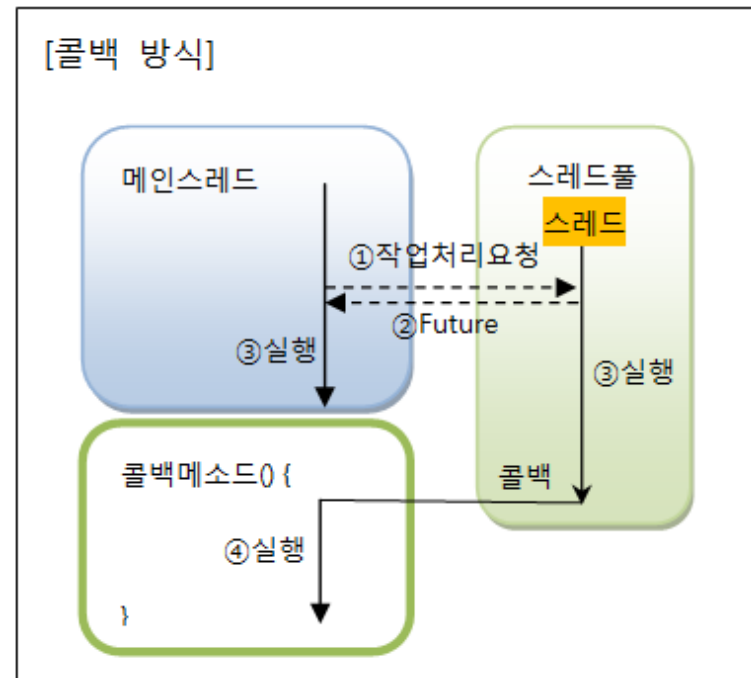 [콜백 방식]
메인스레드
스레드풀
스레드
①작업처리요청
②Future
③실행
③실행
콜백메소드() {
콜백
④실행
}